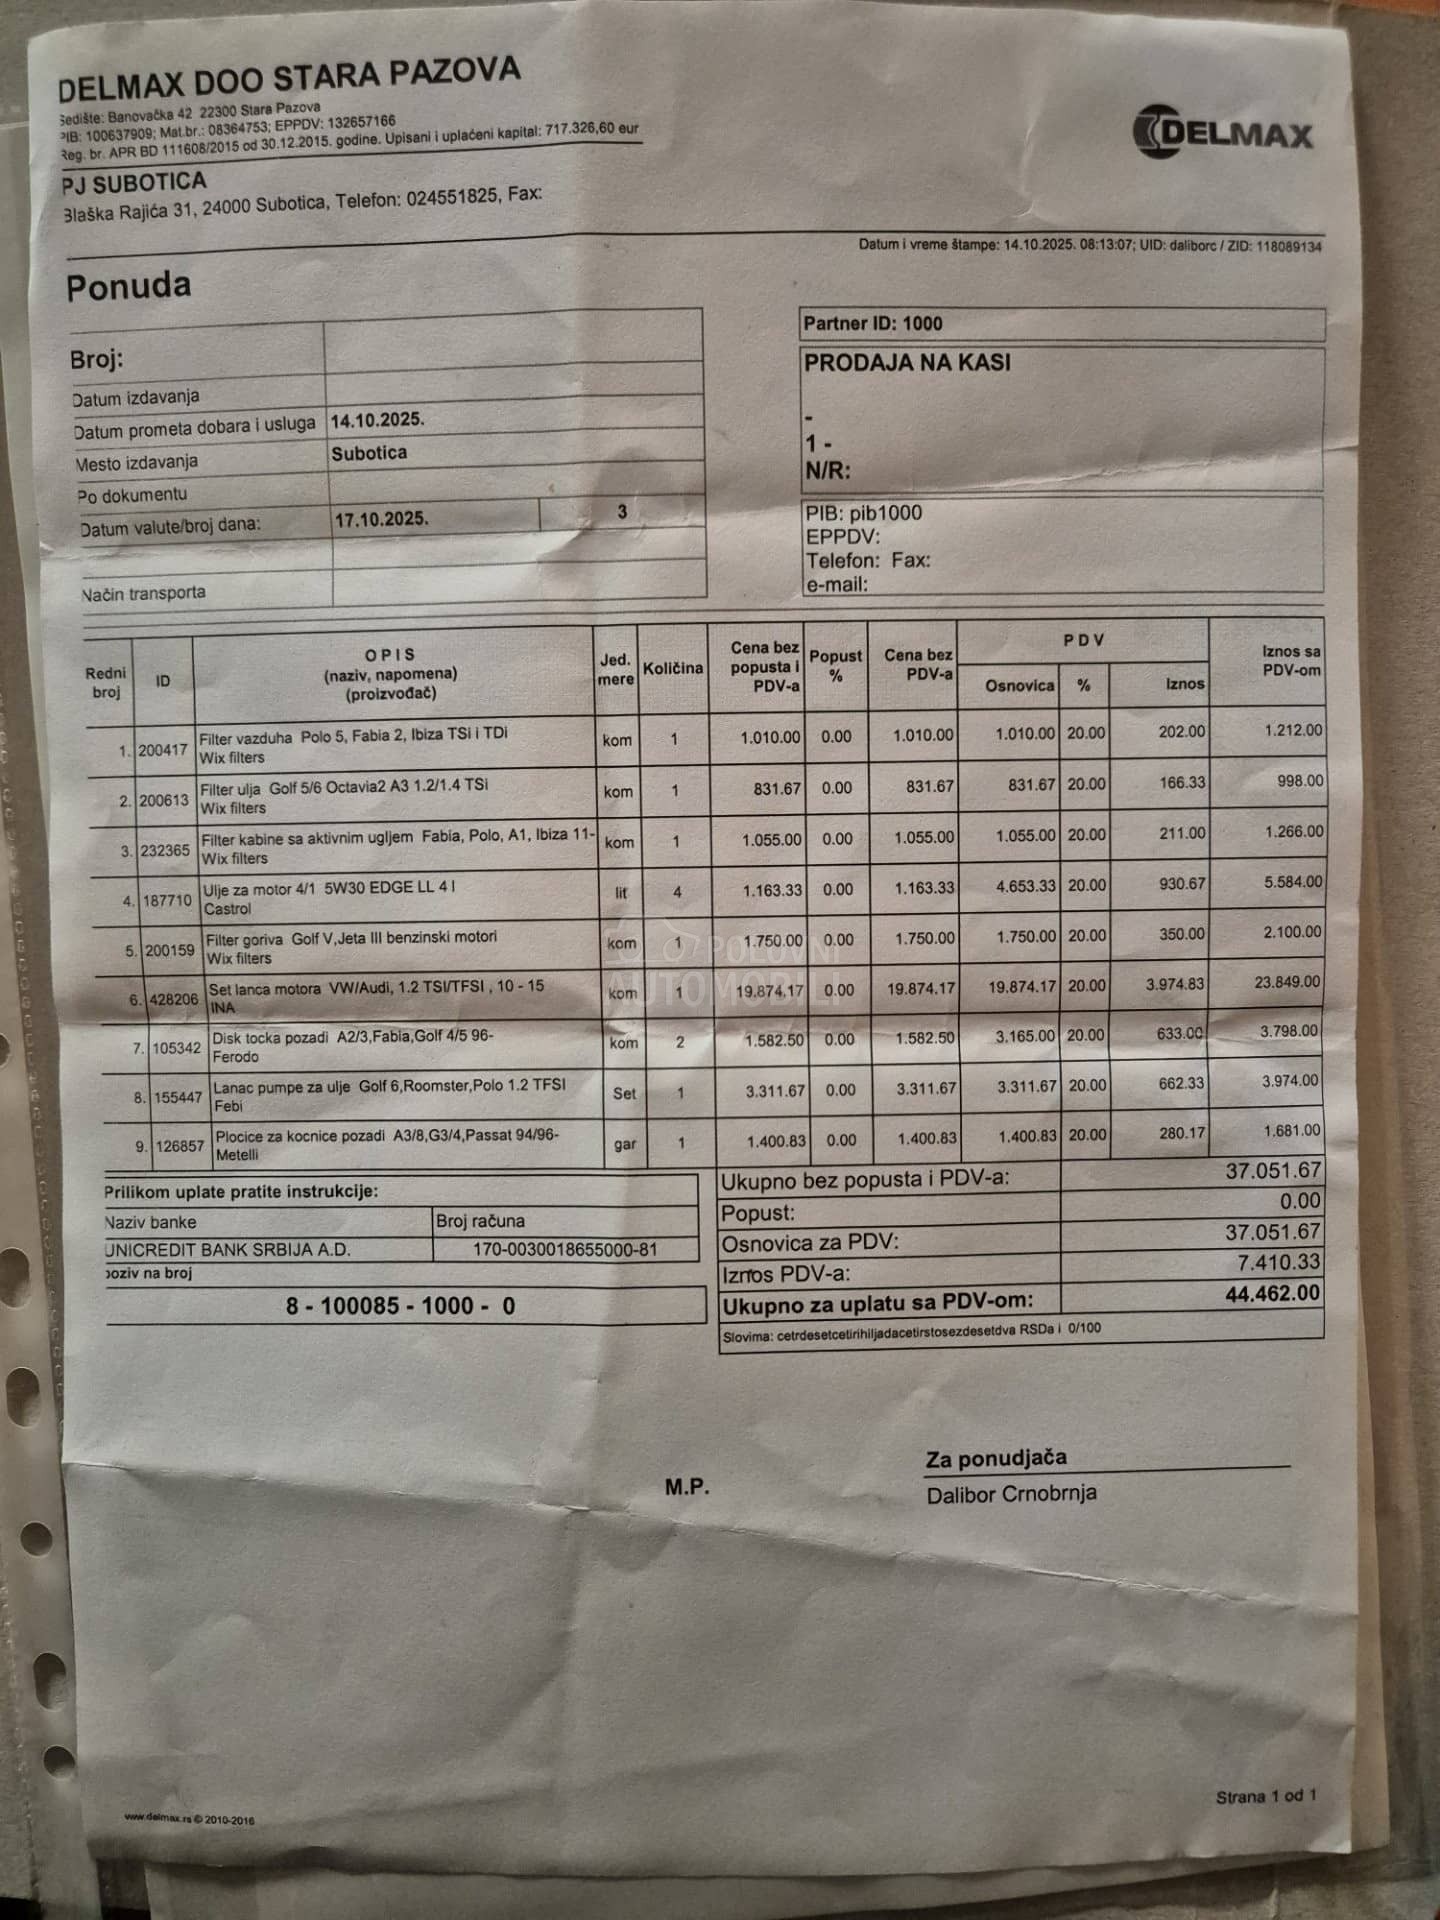 DELMAX DOO STARA PAZOVA
Sedište: Banovačka 42 22300 Stara Pazova
PIB: 100637909; Mat.br.: 08364753; EPPDV: 132657166
Reg. br. APR BD 111608/2015 od 30.12.2015. godine. Upisani i uplaćeni kapital: 717.326,60 eur
DELMAX
PJ SUBOTICA
Blaška Rajića 31, 24000 Subotica, Telefon: 024551825, Fax:
Datum i vreme štampe: 14.10.2025. 08:13:07; UID: daliborc / ZID: 118089134
Ponuda
Broj:
Datum izdavanja
Datum prometa dobara i usluga 14.10.2025.
Mesto izdavanja Subotica
Po dokumentu
Datum valute/broj dana: 17.10.2025. 3
Način transporta
Partner ID: 1000
PRODAJA NA KASI
-
1 -
N/R:
PIB: pib1000
EPPDV:
Telefon: Fax:
e-mail:
Redni broj ID OPIS (naziv, napomena) (proizvođač) Jed. mere Količina Cena bez popusta i PDV-a Popust % Cena bez PDV-a PDV Osnovica % Iznos Iznos sa PDV-om
1. 200417 Filter vazduha Polo 5, Fabia 2, Ibiza TSi i TDi kom 1 1.010.00 0.00 1.010.00 1.010.00 20.00 202.00 1.212.00
Wix filters
2. 200613 Filter ulja Golf 5/6 Octavia2 A3 1.2/1.4 TSi kom 1 831.67 0.00 831.67 831.67 20.00 166.33 998.00
Wix filters
3. 232365 Filter kabine sa aktivnim ugljem Fabia, Polo, A1, Ibiza 11- kom 1 1.055.00 0.00 1.055.00 1.055.00 20.00 211.00 1.266.00
Wix filters
4. 187710 Ulje za motor 4/1 5W30 EDGE LL 4 l lit 4 1.163.33 0.00 1.163.33 4.653.33 20.00 930.67 5.584.00
Castrol
5. 200159 Filter goriva Golf V,Jeta III benzinski motori kom 1 1.750.00 0.00 1.750.00 1.750.00 20.00 350.00 2.100.00
Wix filters
6. 428206 Set lanca motora VW/Audi, 1.2 TSI/TFSI , 10 - 15 kom 1 19.874.17 0.00 19.874.17 19.874.17 20.00 3.974.83 23.849.00
INA
7. 105342 Disk tocka pozadi A2/3,Fabia,Golf 4/5 96- kom 2 1.582.50 0.00 1.582.50 3.165.00 20.00 633.00 3.798.00
Ferodo
8. 155447 Lanac pumpe za ulje Golf 6,Roomster,Polo 1.2 TFSI Set 1 3.311.67 0.00 3.311.67 3.311.67 20.00 662.33 3.974.00
Febi
9. 126857 Plocice za kocnice pozadi A3/8,G3/4,Passat 94/96- gar 1 1.400.83 0.00 1.400.83 1.400.83 20.00 280.17 1.681.00
Metelli
POLOVNI
AUTOMOBILI
Prilikom uplate pratite instrukcije:
Naziv banke Broj računa
UNICREDIT BANK SRBIJA A.D. 170-0030018655000-81
poziv na broj
8 - 100085 - 1000 - 0
Ukupno bez popusta i PDV-a: 37.051.67
Popust: 0.00
Osnovica za PDV: 37.051.67
Iznos PDV-a: 7.410.33
Ukupno za uplatu sa PDV-om: 44.462.00
Slovima: cetrdesetcetirihiljadacetirstosezdesetdva RSDa i 0/100
Za ponudjača
M.P.
Dalibor Crnobrnja
Strana 1 od 1
www.delmax.rs © 2010-2016